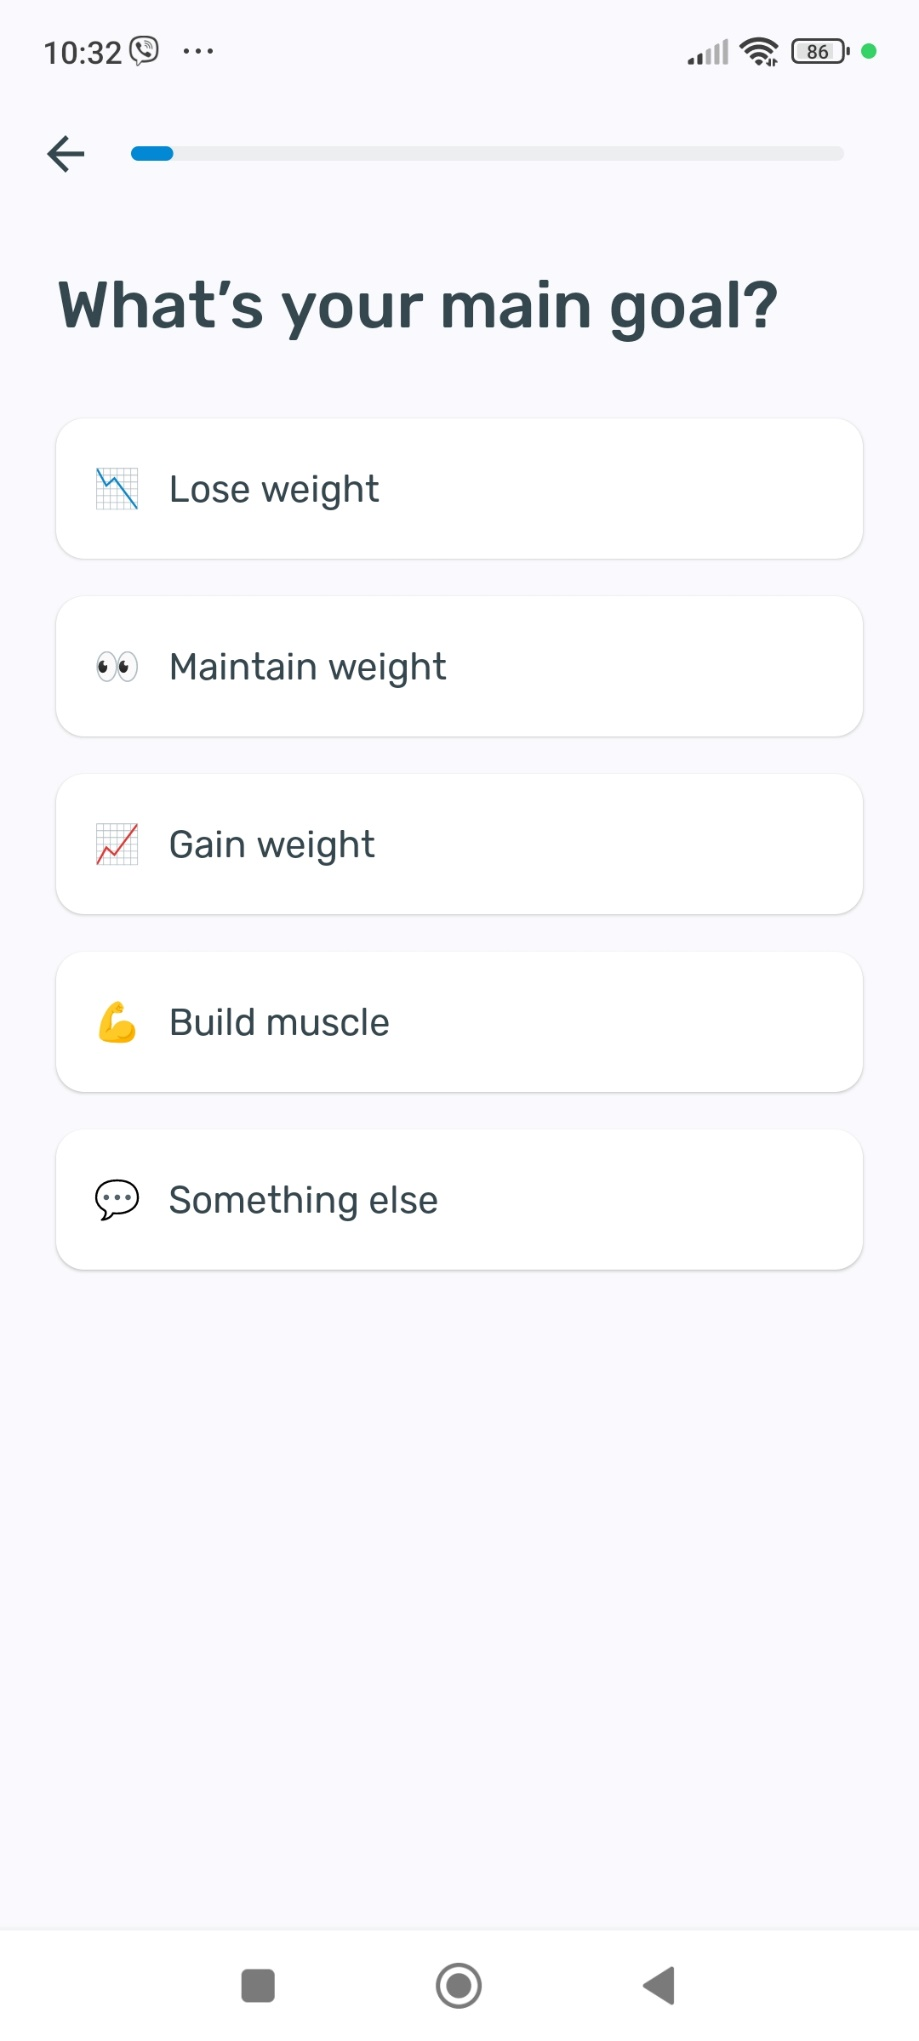 10:32
86
What's your main goal?
Lose weight
Maintain weight
Gain weight
Build muscle
Something else